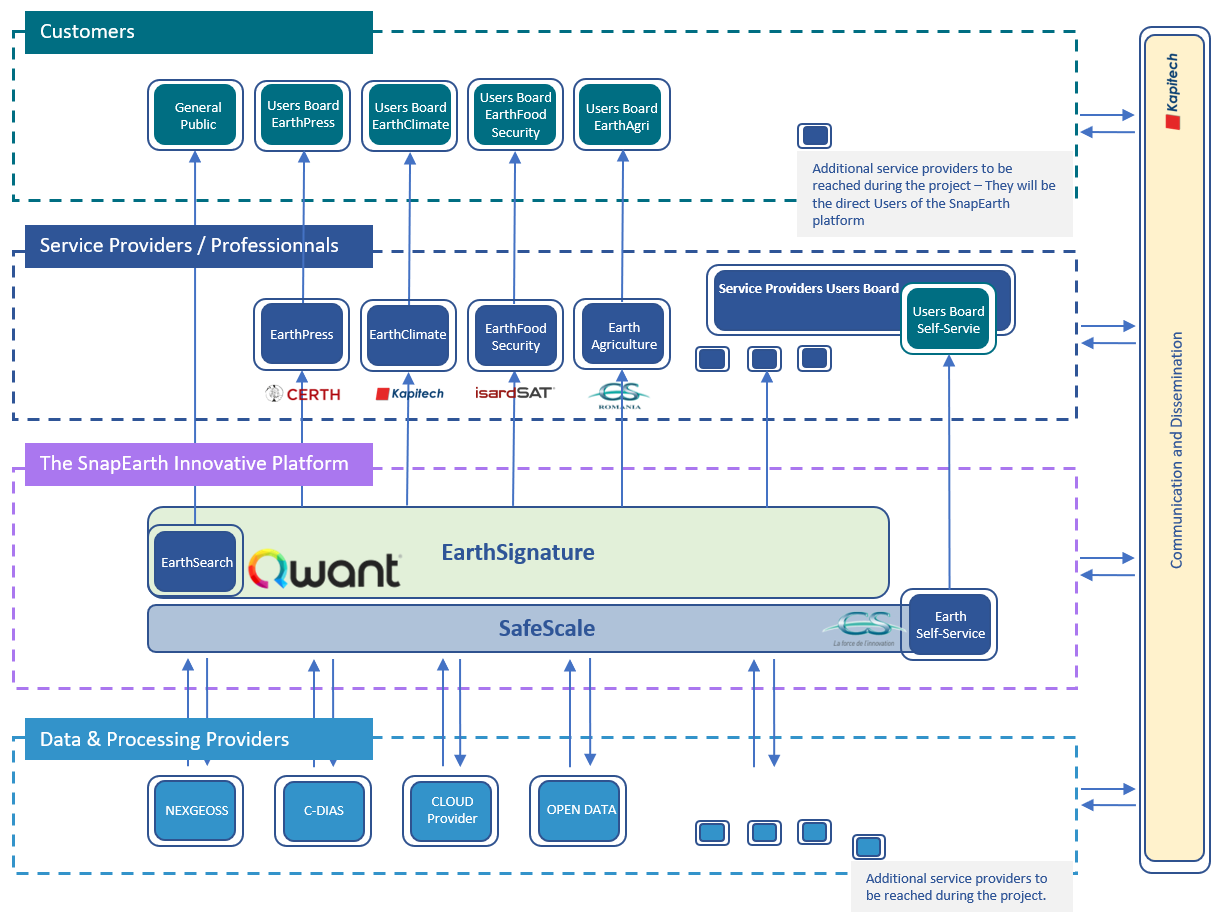 Customers
General
Public
Users Board
EarthPress
Users Board
EarthClimate
Users Board
EarthFood
Security
Users Board
EarthAgri
Additional service providers to be
reached during the project – They will be
the direct Users of the SnapEarth
platform
Kapitech
Service Providers / Professionnals
EarthPress
EarthClimate
EarthFood
Security
Earth
Agriculture
Service Providers Users Board
Users Board
Self-Servie
CERTH
Kapitech
isardSAT
CS
ROMANIA
Communication and Dissemination
The SnapEarth Innovative Platform
EarthSignature
EarthSearch
Qwant
SafeScale
CS
La force de l'innovation
Earth
Self-Service
Data & Processing Providers
NEXGEOSS
C-DIAS
CLOUD
Provider
OPEN DATA
Additional service providers to
be reached during the project.